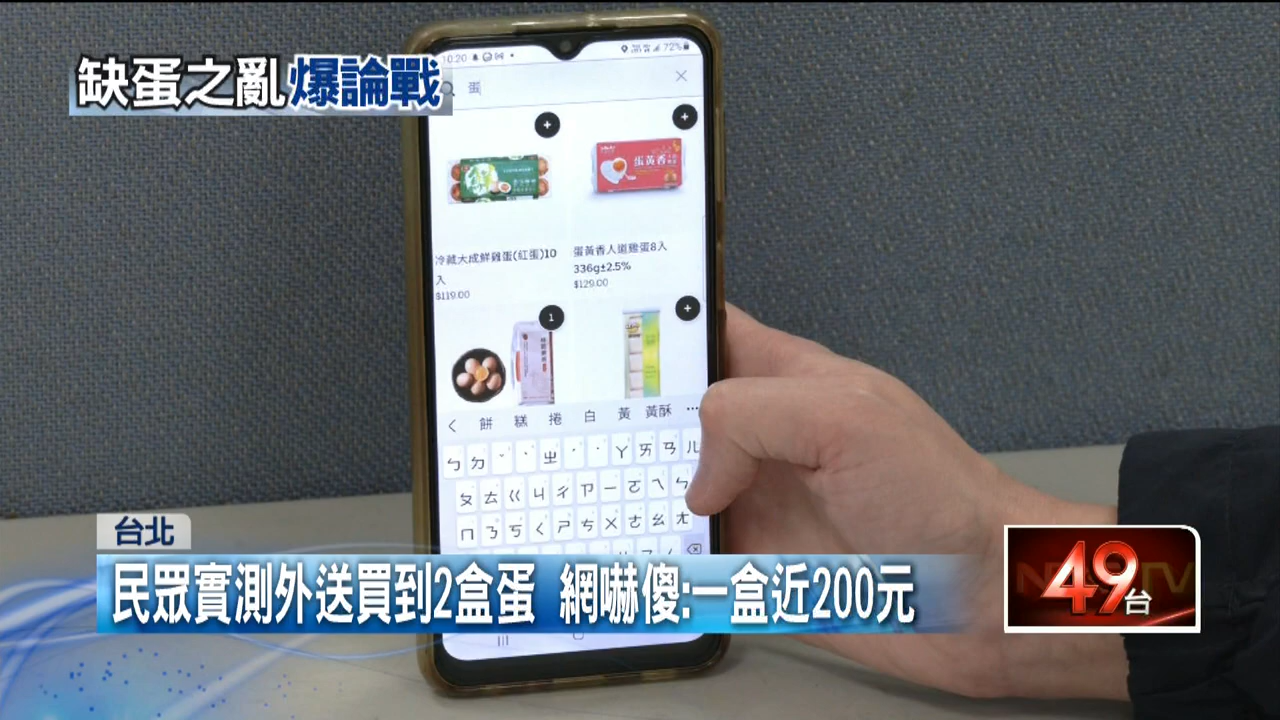 缺蛋之亂 爆論戰
10:20
72%
蛋
冷藏大成鮮雞蛋(紅蛋)10入
$119.00
蛋黃香
蛋黃香人道雞蛋8入
336g±2.5%
$129.00
1
餅 糕 捲 白 黃 黃酥 ...
ㄅ ㄉ ˇ ˋ ㄓ ˊ ˙ ㄚ ㄞ ㄢ ㄦ
ㄆ ㄊ ㄍ ㄐ ㄔ ㄗ ㄧ ㄛ ㄟ ㄣ
ㄇ ㄋ ㄎ ㄑ ㄕ ㄘ ㄨ ㄜ ㄠ ㄤ
台北
民眾實測外送買到2盒蛋 網嚇傻:一盒近200元
49台